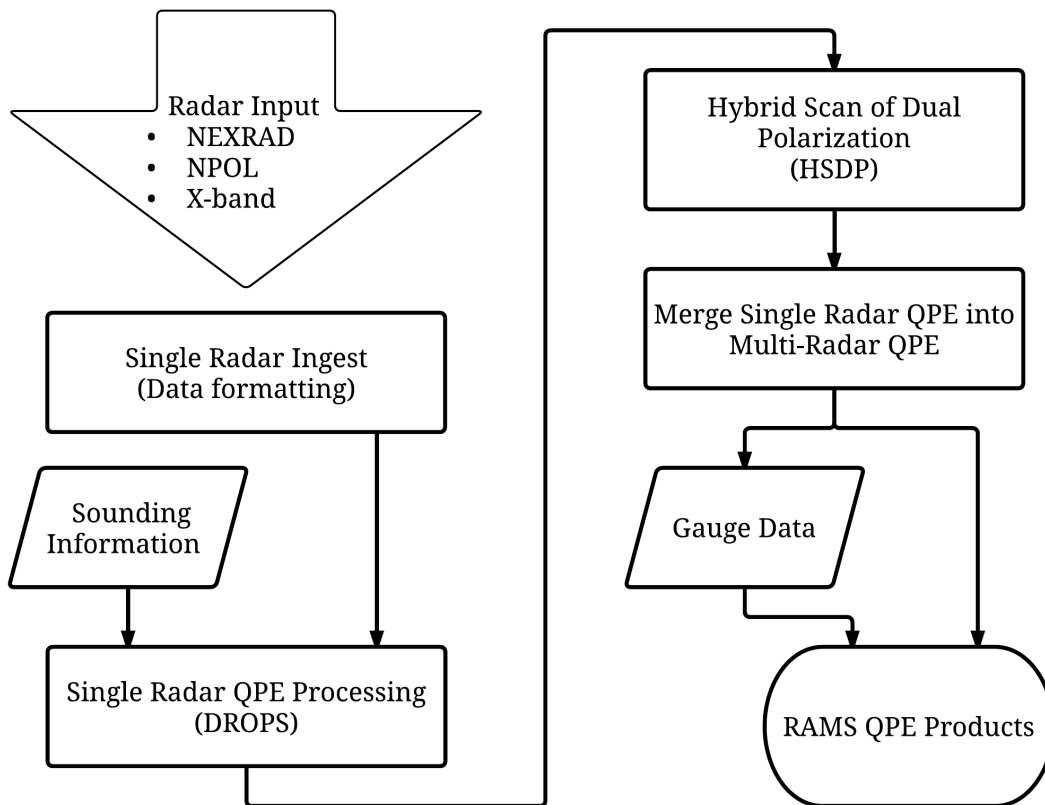 Radar Input
• NEXRAD
• NPOL
• X-band
Single Radar Ingest
(Data formatting)
Sounding
Information
Single Radar QPE Processing
(DROPS)
Hybrid Scan of Dual
Polarization
(HSDP)
Merge Single Radar QPE into
Multi-Radar QPE
Gauge Data
RAMS QPE Products